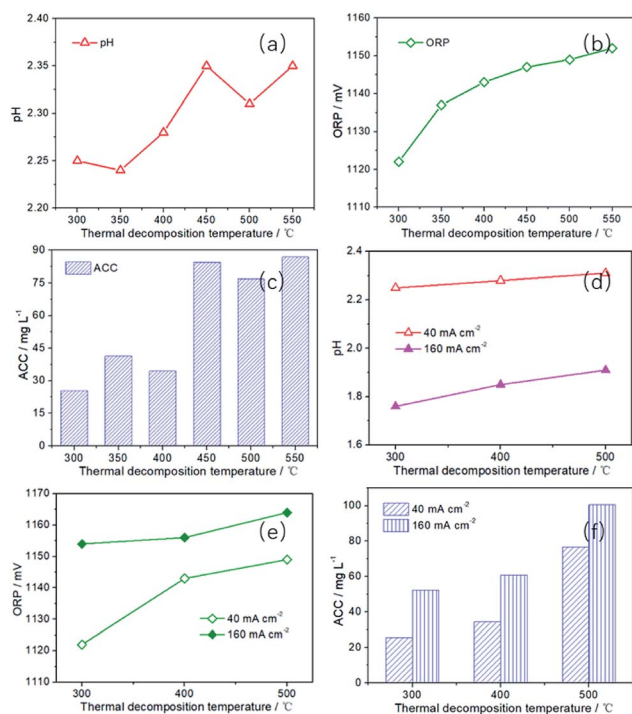 (a)
pH
2.40
2.35
2.30
2.25
2.20
pH
300 350 400 450 500 550
Thermal decomposition temperature / ℃
(b)
ORP
1160
1150
1140
1130
1120
1110
ORP / mV
300 350 400 450 500 550
Thermal decomposition temperature / ℃
(c)
ACC
90
75
60
45
30
15
0
ACC / mg L⁻¹
300 350 400 450 500 550
Thermal decomposition temperature / ℃
(d)
2.4
2.2
2.0
1.8
1.6
pH
40 mA cm⁻²
160 mA cm⁻²
300 400 500
Thermal decomposition temperature / ℃
(e)
1170
1160
1150
1140
1130
1120
1110
ORP / mV
40 mA cm⁻²
160 mA cm⁻²
300 400 500
Thermal decomposition temperature / ℃
(f)
40 mA cm⁻²
160 mA cm⁻²
100
80
60
40
20
0
ACC / mg L⁻¹
300 400 500
Thermal decomposition temperature / ℃